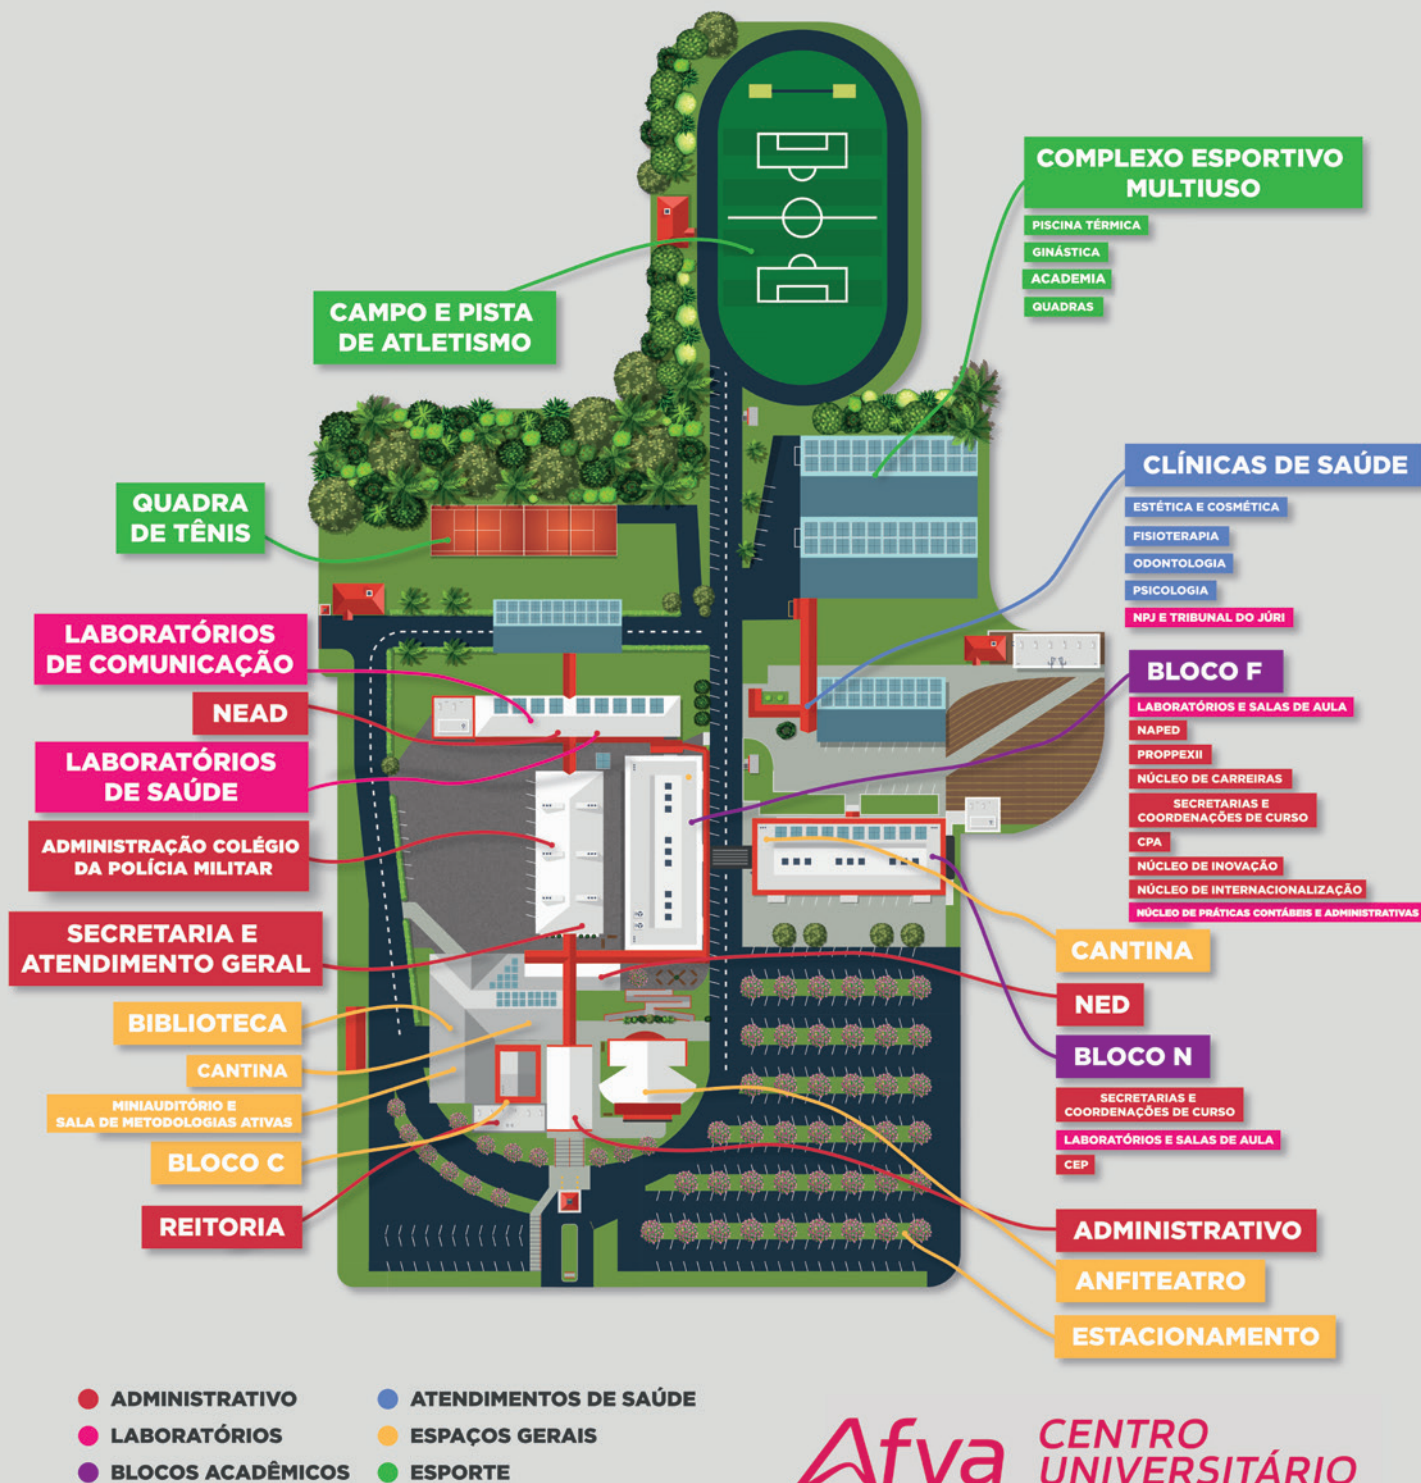 COMPLEXO ESPORTIVO
MULTIUSO
PISCINA TÉRMICA
GINÁSTICA
ACADEMIA
QUADRAS
CAMPO E PISTA
DE ATLETISMO
CLÍNICAS DE SAÚDE
ESTÉTICA E COSMÉTICA
FISIOTERAPIA
ODONTOLOGIA
PSICOLOGIA
NPJ E TRIBUNAL DO JÚRI
QUADRA
DE TÊNIS
LABORATÓRIOS
DE COMUNICAÇÃO
NEAD
LABORATÓRIOS
DE SAÚDE
ADMINISTRAÇÃO COLÉGIO
DA POLÍCIA MILITAR
SECRETARIA E
ATENDIMENTO GERAL
BIBLIOTECA
CANTINA
MINIAUDITÓRIO E
SALA DE METODOLOGIAS ATIVAS
BLOCO C
REITORIA
BLOCO F
LABORATÓRIOS E SALAS DE AULA
NAPED
PROPPEXII
NÚCLEO DE CARREIRAS
SECRETARIAS E
COORDENAÇÕES DE CURSO
CPA
NÚCLEO DE INOVAÇÃO
NÚCLEO DE INTERNACIONALIZAÇÃO
NÚCLEO DE PRÁTICAS CONTÁBEIS E ADMINISTRATIVAS
CANTINA
NED
BLOCO N
SECRETARIAS E
COORDENAÇÕES DE CURSO
LABORATÓRIOS E SALAS DE AULA
CEP
ADMINISTRATIVO
ANFITEATRO
ESTACIONAMENTO
ADMINISTRATIVO
LABORATÓRIOS
BLOCOS ACADÊMICOS
ATENDIMENTOS DE SAÚDE
ESPAÇOS GERAIS
ESPORTE
Afya
CENTRO
UNIVERSITÁRIO